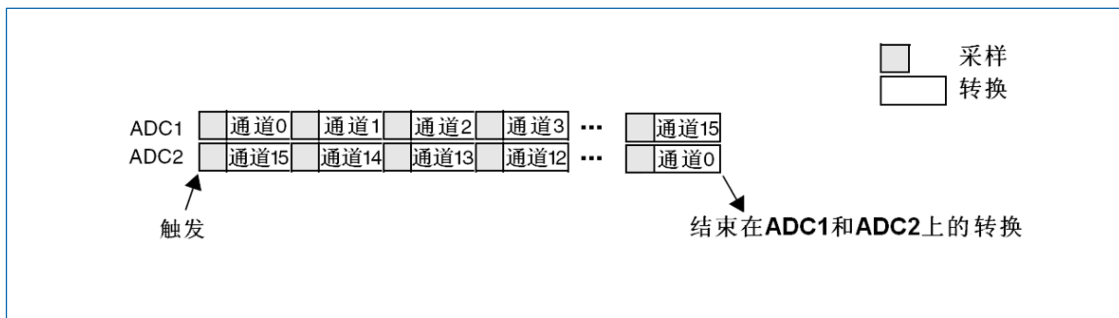 采样
转换
ADC1 通道0 通道1 通道2 通道3 ··· 通道15
ADC2 通道15 通道14 通道13 通道12 ··· 通道0
触发
结束在ADC1和ADC2上的转换